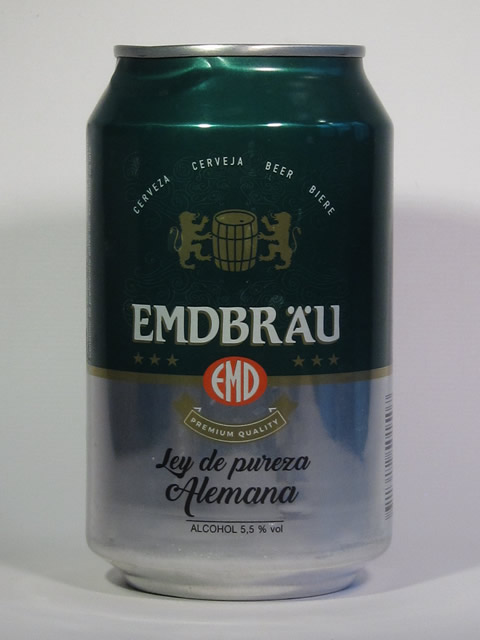 CERVEZA CERVEJA BEER BIERE
EMDBRÄU
EMD
PREMIUM QUALITY
Ley de pureza
Alemana
ALCOHOL 5,5 % vol